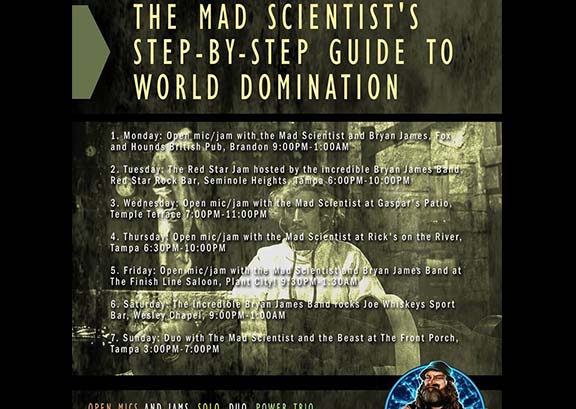 THE MAD SCIENTIST'S
STEP-BY-STEP GUIDE TO
WORLD DOMINATION
1. Monday: Open mic/jam with the Mad Scientist and Bryan James, Fox
and Hounds British Pub, Brandon 9:00PM-1:00AM
2. Tuesday: The Red Star Jam hosted by the incredible Bryan James Band,
Red Star Rock Bar, Seminole Heights, Tampa 6:00PM-10:00PM
3. Wednesday: Open mic/jam with the Mad Scientist at Gaspar's Patio,
Temple Terrace 7:00PM-11:00PM
4. Thursday: Open mic/jam with the Mad Scientist at Rick's on the River,
Tampa 6:30PM-10:00PM
5. Friday: Open mic/jam with the Mad Scientist and Bryan James Band at
The Finish Line Saloon, Plant City! 9:30PM-1:30AM
6. Saturday: The incredible Bryan James Band rocks Joe Whiskeys Sport
Bar, Wesley Chapel, 9:00PM-1:00AM
7. Sunday: Duo with The Mad Scientist and the Beast at The Front Porch,
Tampa 3:00PM-7:00PM
OPEN MICS AND JAMS, SOLO, DUO, POWER TRIO